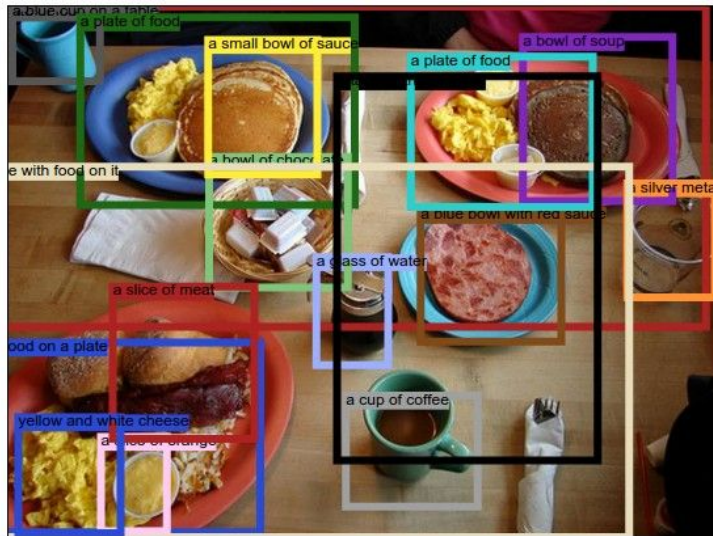 a blue cup on a table
a plate of food
a small bowl of sauce
a bowl of soup
a plate of food
a bowl of chocolate
e with food on it
a silver meta
a blue bowl with red sauce
a glass of water
a slice of meat
ood on a plate
a cup of coffee
yellow and white cheese
a slice of orange